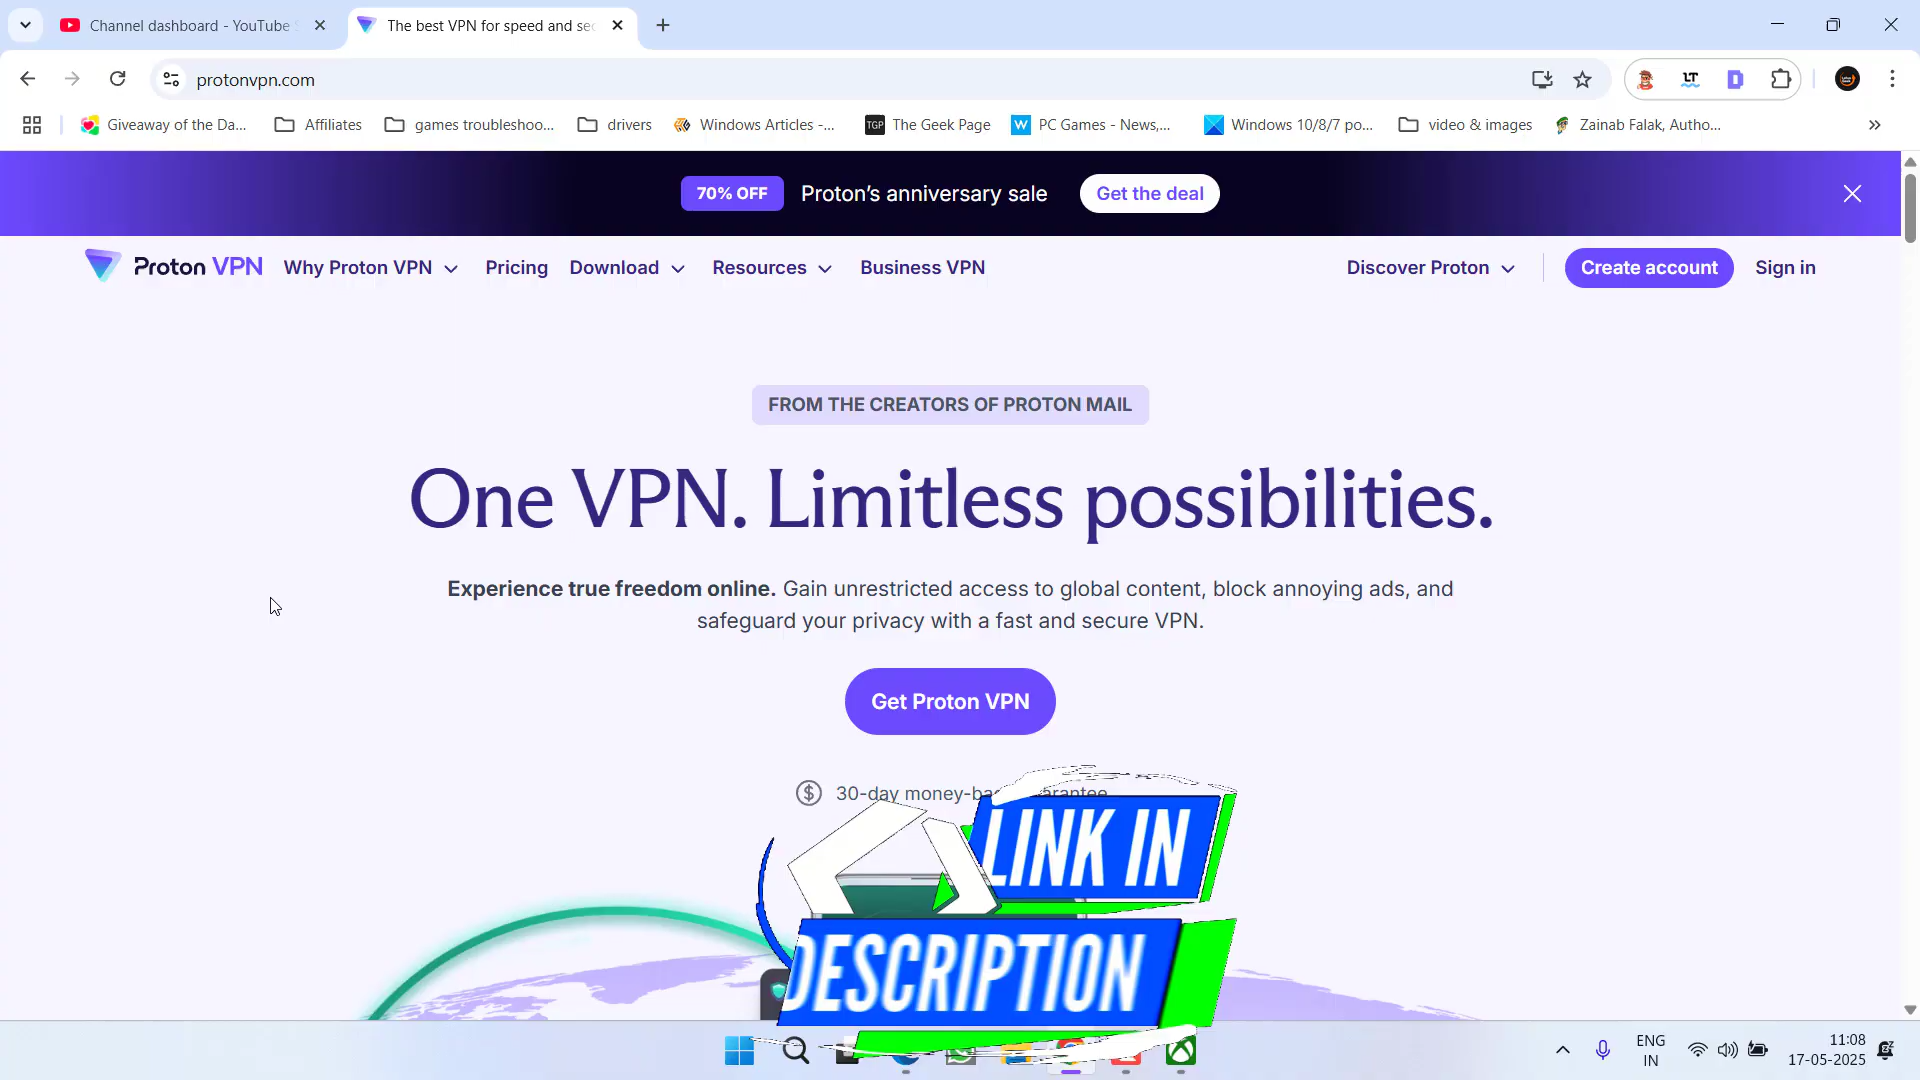 Channel dashboard - YouTube S
The best VPN for speed and sec
protonvpn.com
LT
Giveaway of the Da...
Affiliates
games troubleshoo...
drivers
Windows Articles -...
TGP
The Geek Page
W
PC Games - News,...
Windows 10/8/7 po...
video & images
Zainab Falak, Autho...
70% OFF
Proton's anniversary sale
Get the deal
Proton VPN
Why Proton VPN
Pricing
Download
Resources
Business VPN
Discover Proton
Create account
Sign in
FROM THE CREATORS OF PROTON MAIL
One VPN. Limitless possibilities.
Experience true freedom online. Gain unrestricted access to global content, block annoying ads, and
safeguard your privacy with a fast and secure VPN.
Get Proton VPN
30-day money-back guarantee
LINK IN
DESCRIPTION
ENG
IN
11:08
17-05-2025